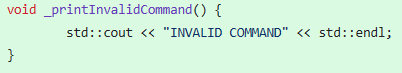 void _printInvalidCommand() {
        std::cout << "INVALID COMMAND" << std::endl;
}